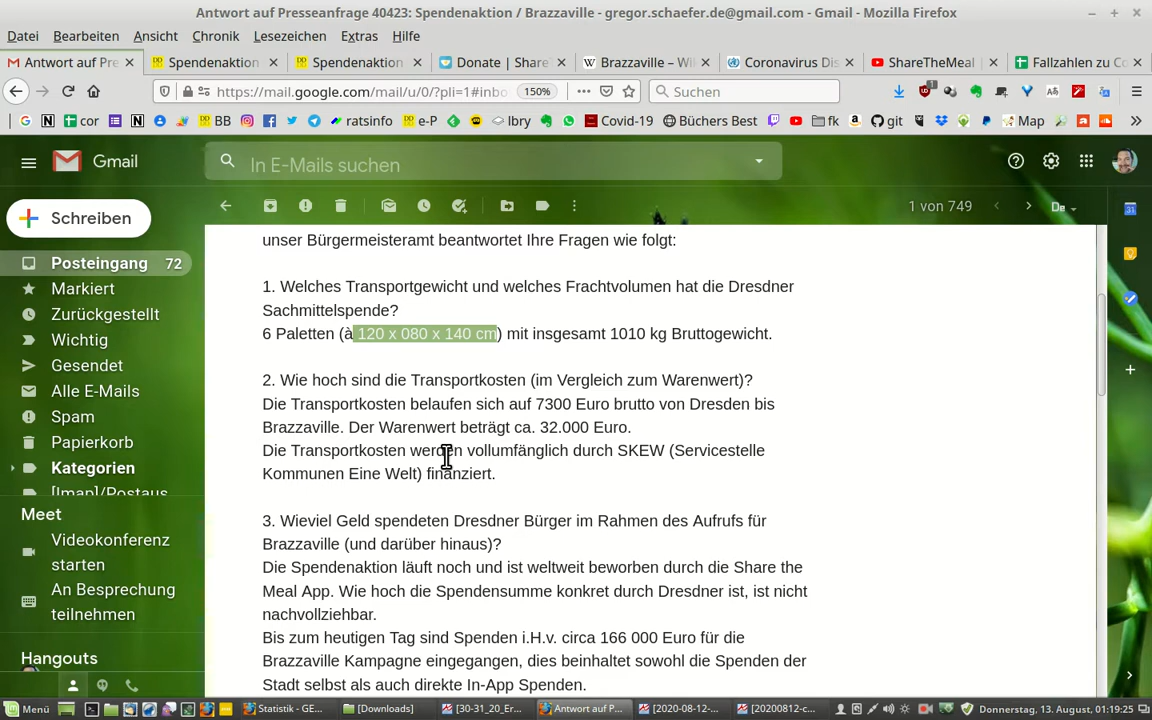 Antwort auf Presseanfrage 40423: Spendenaktion / Brazzaville - gregor.schaefer.de@gmail.com - Gmail - Mozilla Firefox
Datei Bearbeiten Ansicht Chronik Lesezeichen Extras Hilfe
Antwort auf Pre Spendenaktion Spendenaktion Donate | Share Brazzaville – Wi Coronavirus Dis ShareTheMeal | Fallzahlen zu C
https://mail.google.com/mail/u/0/?pli=1#inbo 150% Suchen
N cor N BB ratsinfo e-P lbry Covid-19 Büchers Best fk git Map
Gmail
In E-Mails suchen
Schreiben
1 von 749
De
Posteingang 72
Markiert
Zurückgestellt
Wichtig
Gesendet
Alle E-Mails
Spam
Papierkorb
Kategorien
[Imap]/Postaus
Meet
Videokonferenz
starten
An Besprechung
teilnehmen
Hangouts
unser Bürgermeisteramt beantwortet Ihre Fragen wie folgt:
1. Welches Transportgewicht und welches Frachtvolumen hat die Dresdner
Sachmittelspende?
6 Paletten (à 120 x 080 x 140 cm) mit insgesamt 1010 kg Bruttogewicht.
2. Wie hoch sind die Transportkosten (im Vergleich zum Warenwert)?
Die Transportkosten belaufen sich auf 7300 Euro brutto von Dresden bis
Brazzaville. Der Warenwert beträgt ca. 32.000 Euro.
Die Transportkosten werden vollumfänglich durch SKEW (Servicestelle
Kommunen Eine Welt) finanziert.
3. Wieviel Geld spendeten Dresdner Bürger im Rahmen des Aufrufs für
Brazzaville (und darüber hinaus)?
Die Spendenaktion läuft noch und ist weltweit beworben durch die Share the
Meal App. Wie hoch die Spendensumme konkret durch Dresdner ist, ist nicht
nachvollziehbar.
Bis zum heutigen Tag sind Spenden i.H.v. circa 166 000 Euro für die
Brazzaville Kampagne eingegangen, dies beinhaltet sowohl die Spenden der
Stadt selbst als auch direkte In-App Spenden.
Menü Statistik - GE... [Downloads] [30-31_20_Er... Antwort auf P... [2020-08-12-... [20200812-c... Donnerstag, 13. August, 01:19:25